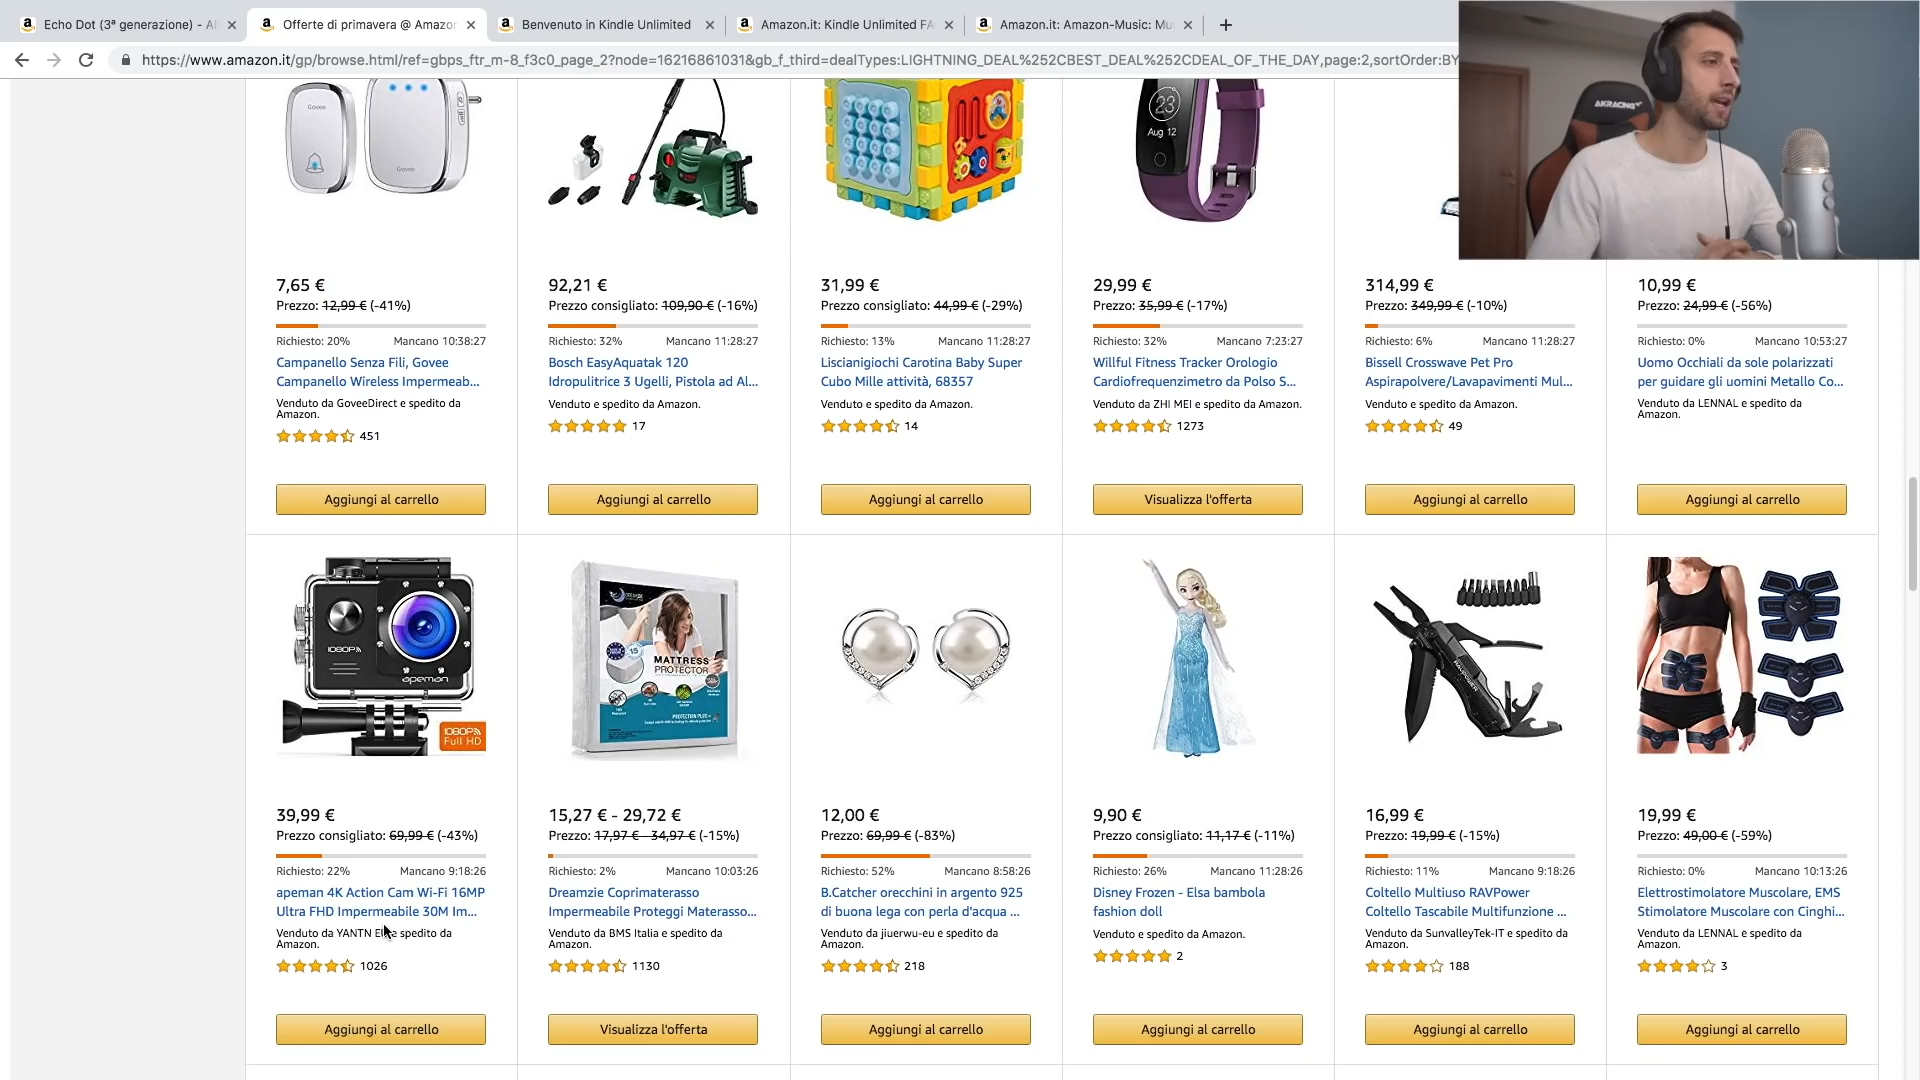 Echo Dot (3ª generazione) - Al
Offerte di primavera @ Amazon
Benvenuto in Kindle Unlimited
Amazon.it: Kindle Unlimited FA
Amazon.it: Amazon-Music: Mu
https://www.amazon.it/gp/browse.html/ref=gbps_ftr_m-8_f3c0_page_2?node=16216861031&gb_f_third=dealTypes:LIGHTNING_DEAL%252CBEST_DEAL%252CDEAL_OF_THE_DAY,page:2,sortOrder:BY
AKRACING
Govee
Govee
23
Aug 12
7,65 €
Prezzo: 12,99 € (-41%)
Richiesto: 20% Mancano 10:38:27
Campanello Senza Fili, Govee
Campanello Wireless Impermeab...
Venduto da GoveeDirect e spedito da
Amazon.
451
Aggiungi al carrello
92,21 €
Prezzo consigliato: 109,90 € (-16%)
Richiesto: 32% Mancano 11:28:27
Bosch EasyAquatak 120
Idropulitrice 3 Ugelli, Pistola ad Al...
Venduto e spedito da Amazon.
17
Aggiungi al carrello
31,99 €
Prezzo consigliato: 44,99 € (-29%)
Richiesto: 13% Mancano 11:28:27
Liscianigiochi Carotina Baby Super
Cubo Mille attività, 68357
Venduto e spedito da Amazon.
14
Aggiungi al carrello
29,99 €
Prezzo: 35,99 € (-17%)
Richiesto: 32% Mancano 7:23:27
Willful Fitness Tracker Orologio
Cardiofrequenzimetro da Polso S...
Venduto da ZHI MEI e spedito da Amazon.
1273
Visualizza l'offerta
314,99 €
Prezzo: 349,99 € (-10%)
Richiesto: 6% Mancano 11:28:27
Bissell Crosswave Pet Pro
Aspirapolvere/Lavapavimenti Mul...
Venduto e spedito da Amazon.
49
Aggiungi al carrello
10,99 €
Prezzo: 24,99 € (-56%)
Richiesto: 0% Mancano 10:53:27
Uomo Occhiali da sole polarizzati
per guidare gli uomini Metallo Co...
Venduto da LENNAL e spedito da
Amazon.
Aggiungi al carrello
1080P
apeman
1080P
Full HD
39,99 €
Prezzo consigliato: 69,99 € (-43%)
Richiesto: 22% Mancano 9:18:26
apeman 4K Action Cam Wi-Fi 16MP
Ultra FHD Impermeabile 30M Im...
Venduto da YANTN EU e spedito da
Amazon.
1026
Aggiungi al carrello
15
MATTRESS
PROTECTOR
PROTECTION PLUS+
15,27 € - 29,72 €
Prezzo: 17,97 € - 34,97 € (-15%)
Richiesto: 2% Mancano 10:03:26
Dreamzie Coprimaterasso
Impermeabile Proteggi Materasso...
Venduto da BMS Italia e spedito da
Amazon.
1130
Visualizza l'offerta
12,00 €
Prezzo: 69,99 € (-83%)
Richiesto: 52% Mancano 8:58:26
B.Catcher orecchini in argento 925
di buona lega con perla d'acqua ...
Venduto da jiuerwu-eu e spedito da
Amazon.
218
Aggiungi al carrello
9,90 €
Prezzo consigliato: 11,17 € (-11%)
Richiesto: 26% Mancano 11:28:26
Disney Frozen - Elsa bambola
fashion doll
Venduto e spedito da Amazon.
2
Aggiungi al carrello
RAVPOWER
16,99 €
Prezzo: 19,99 € (-15%)
Richiesto: 11% Mancano 9:18:26
Coltello Multiuso RAVPower
Coltello Tascabile Multifunzione ...
Venduto da SunvalleyTek-IT e spedito da
Amazon.
188
Aggiungi al carrello
19,99 €
Prezzo: 49,00 € (-59%)
Richiesto: 0% Mancano 10:13:26
Elettrostimolatore Muscolare, EMS
Stimolatore Muscolare con Cinghi...
Venduto da LENNAL e spedito da
Amazon.
3
Aggiungi al carrello